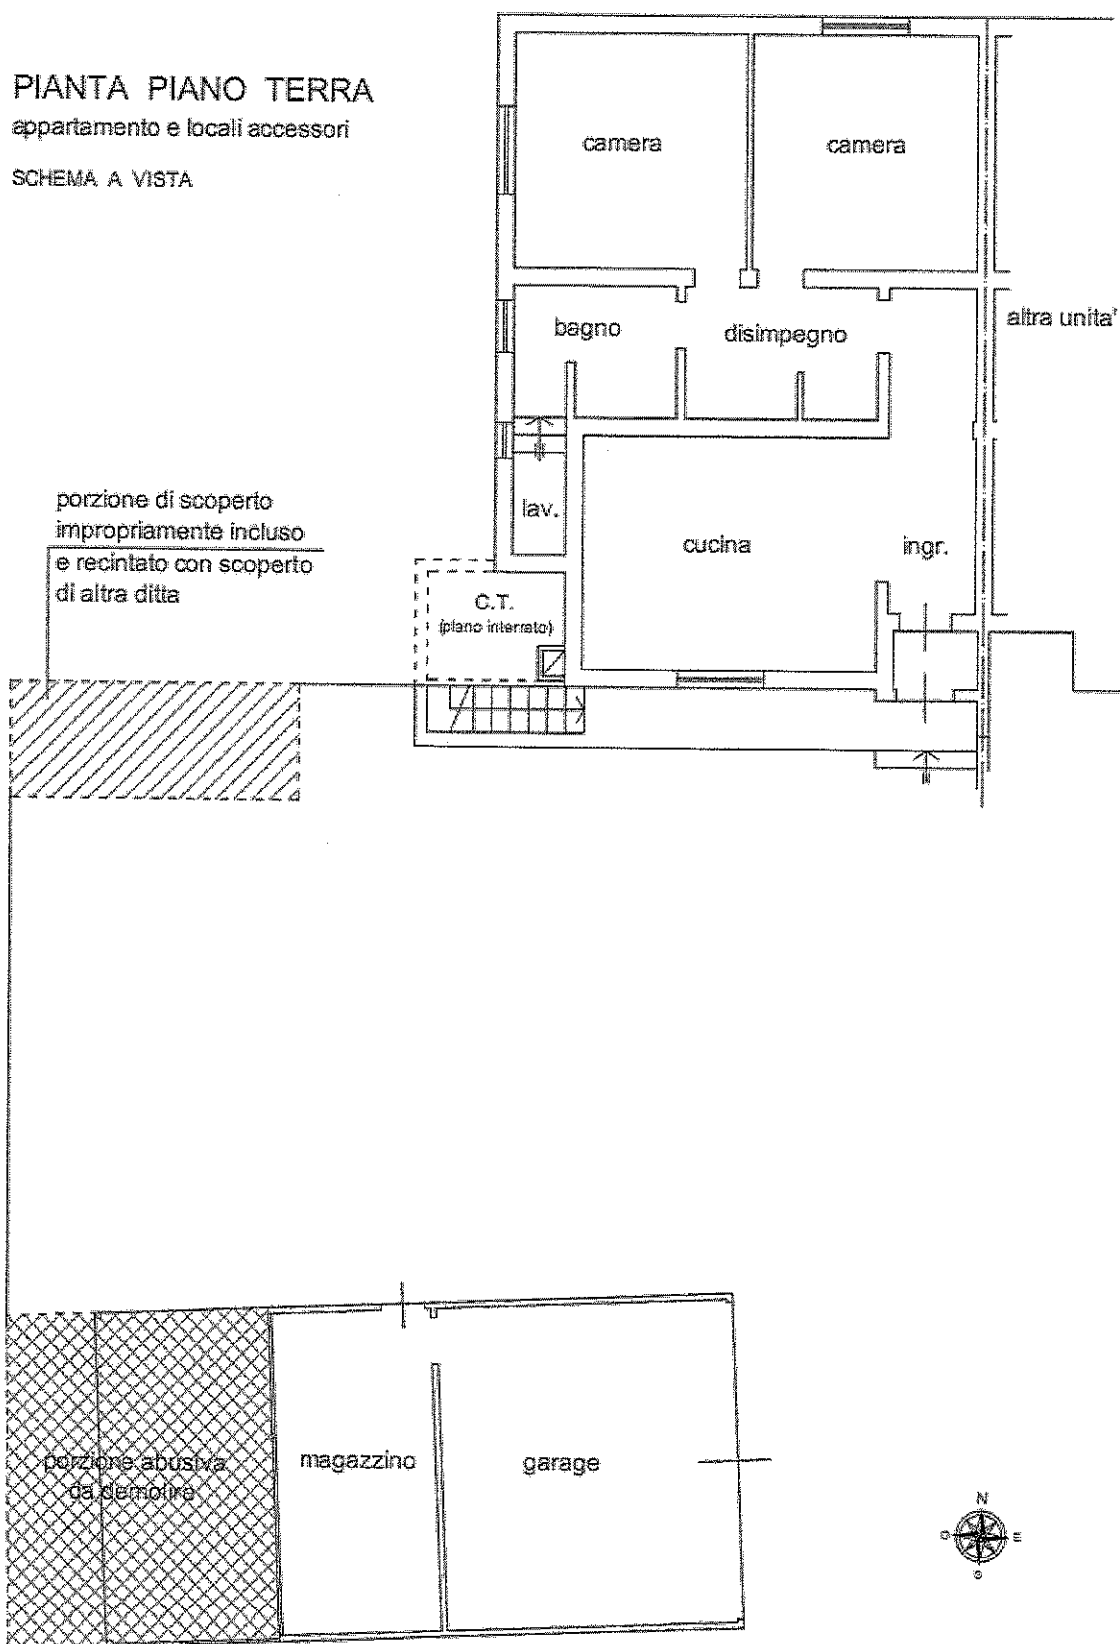 PIANTA PIANO TERRA
appartamento e locali accessori
SCHEMA A VISTA
camera
camera
bagno
disimpegno
altra unita'
lav.
cucina
ingr.
porzione di scoperto
impropriamente incluso
e recintato con scoperto
di altra ditta
C.T.
(piano interrato)
porzione abusiva
da demolire
magazzino
garage
N
O
E
S